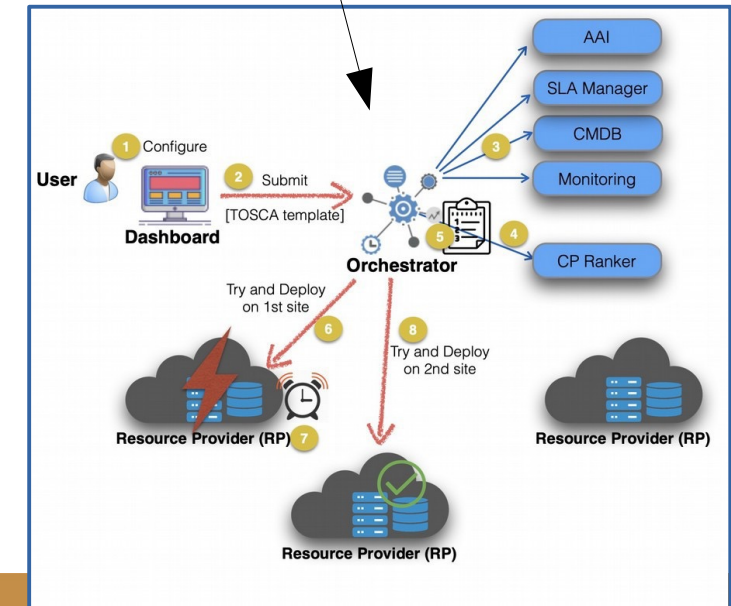 AAI
SLA Manager
CMDB
Monitoring
CP Ranker
1
Configure
User
Dashboard
2
Submit
[TOSCA template]
3
4
5
Orchestrator
Try and Deploy
on 1st site
6
8
Try and Deploy
on 2nd site
Resource Provider (RP)
7
Resource Provider (RP)
Resource Provider (RP)